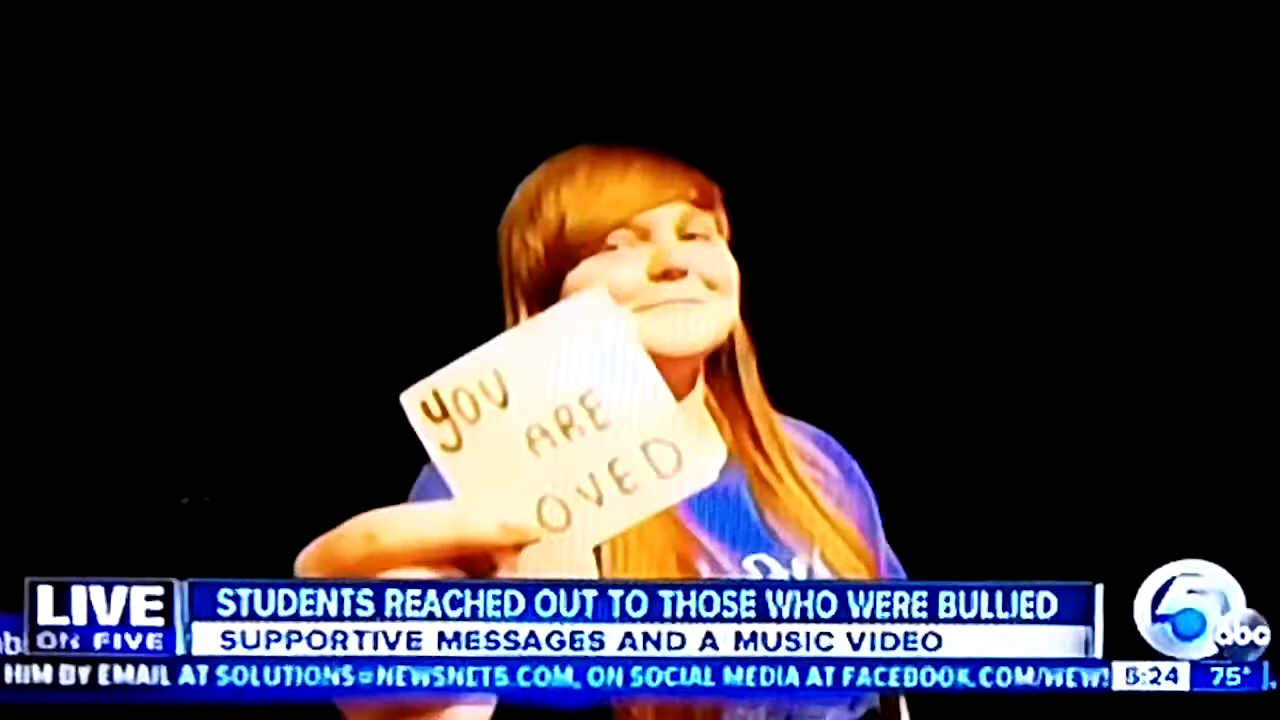 YOU
ARE
OVED
LIVE
ON FIVE
STUDENTS REACHED OUT TO THOSE WHO WERE BULLIED
SUPPORTIVE MESSAGES AND A MUSIC VIDEO
5
abc
HIM BY EMAIL AT SOLUTIONS@NEWSNET5.COM, ON SOCIAL MEDIA AT FACEBOOK.COM/NEW
8:24
75°